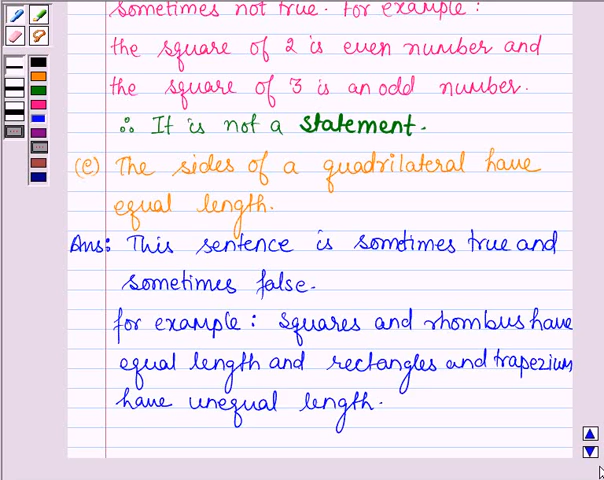 sometimes not true. For example:
the square of 2 is even number and
the square of 3 is an odd number.
∴ It is not a statement.
(e) The sides of a quadrilateral have
equal length.
Ans: This sentence is somtimes true and
sometimes false.
for example: squares and rhombus have
equal length and rectangles and trapezium
have unequal length.